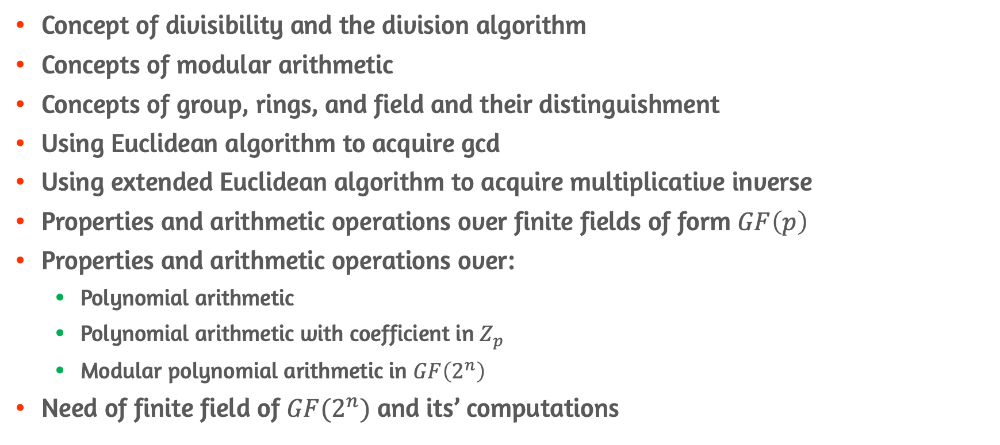 • Concept of divisibility and the division algorithm
• Concepts of modular arithmetic
• Concepts of group, rings, and field and their distinguishment
• Using Euclidean algorithm to acquire gcd
• Using extended Euclidean algorithm to acquire multiplicative inverse
• Properties and arithmetic operations over finite fields of form GF(p)
• Properties and arithmetic operations over:
• Polynomial arithmetic
• Polynomial arithmetic with coefficient in Zₚ
• Modular polynomial arithmetic in GF(2ⁿ)
• Need of finite field of GF(2ⁿ) and its’ computations